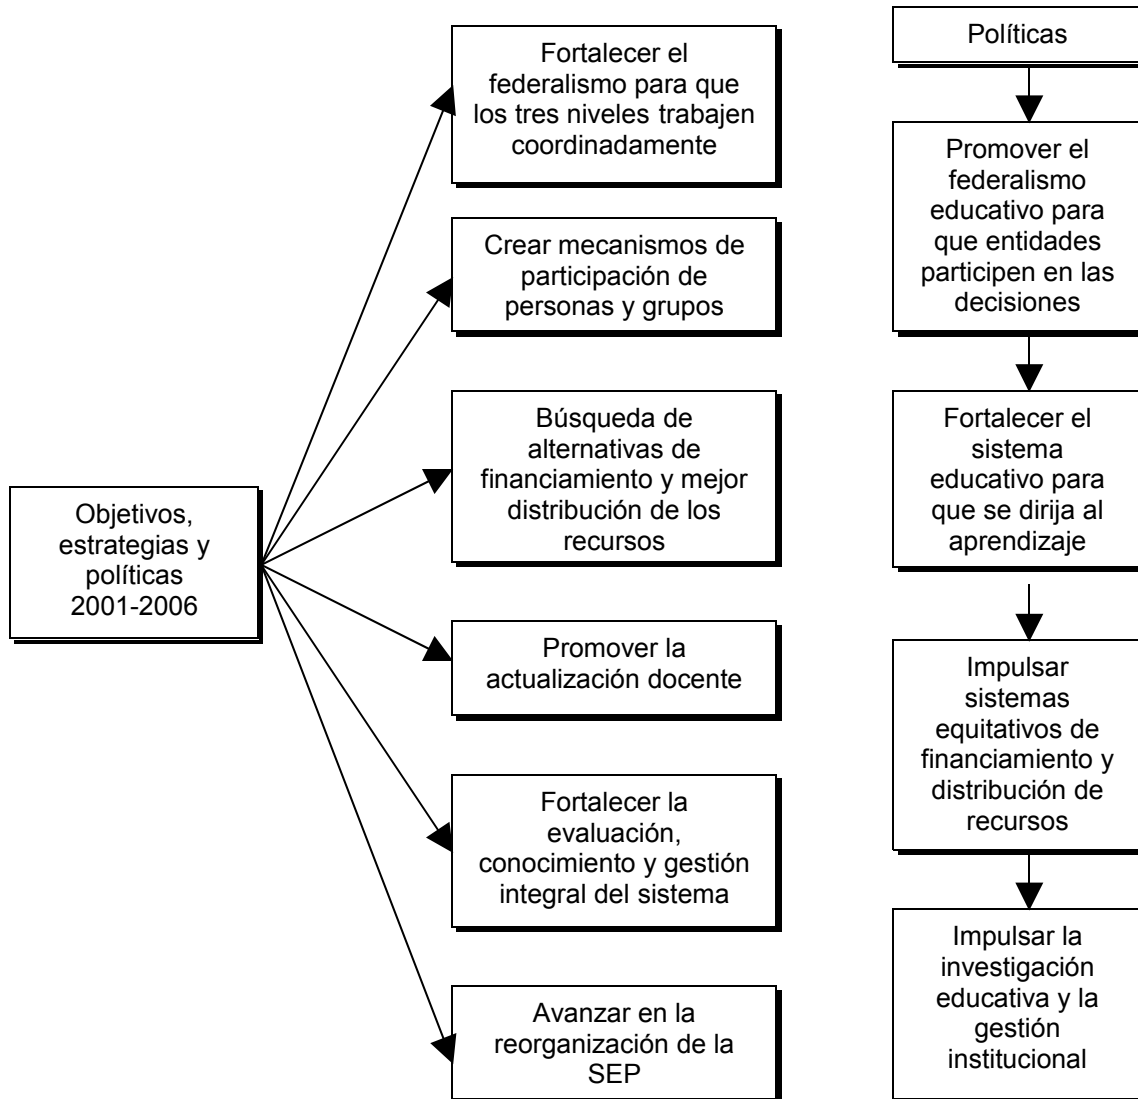 Objetivos,
estrategias y
políticas
2001-2006
Fortalecer el
federalismo para que
los tres niveles trabajen
coordinadamente
Crear mecanismos de
participación de
personas y grupos
Búsqueda de
alternativas de
financiamiento y mejor
distribución de los
recursos
Promover la
actualización docente
Fortalecer la
evaluación,
conocimiento y gestión
integral del sistema
Avanzar en la
reorganización de la
SEP
Políticas
Promover el
federalismo
educativo para
que entidades
participen en las
decisiones
Fortalecer el
sistema
educativo para
que se dirija al
aprendizaje
Impulsar
sistemas
equitativos de
financiamiento y
distribución de
recursos
Impulsar la
investigación
educativa y la
gestión
institucional